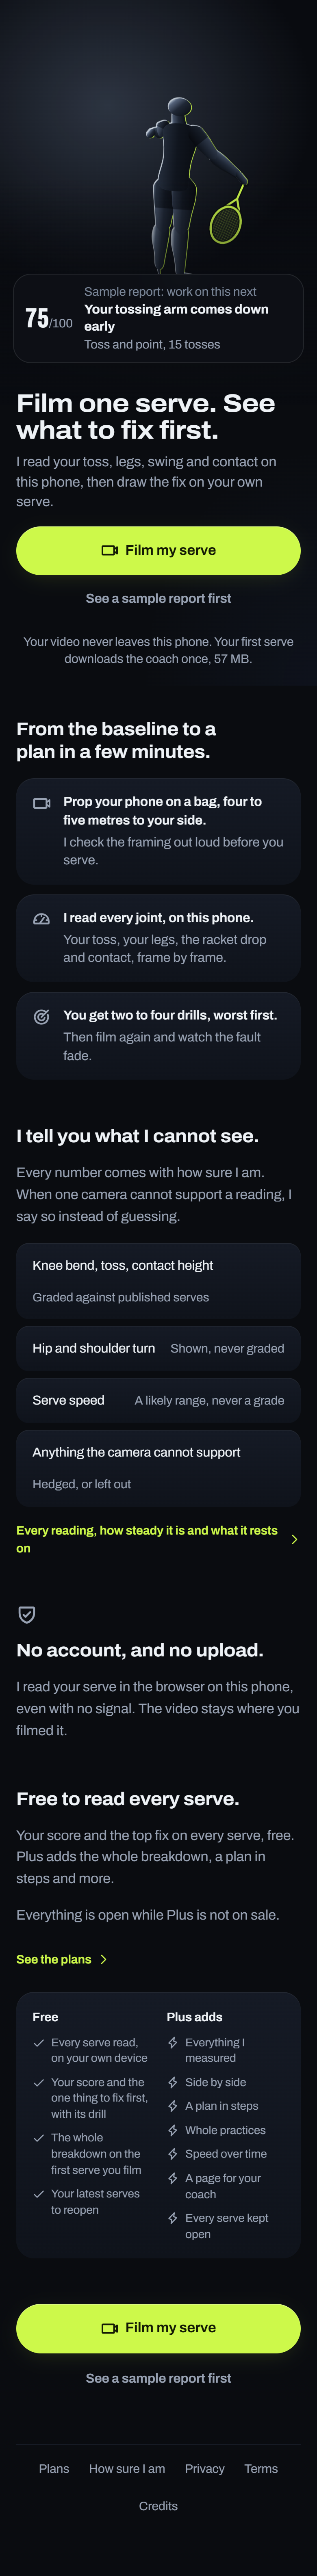 Sample report: work on this next
75/100
Your tossing arm comes down
early
Toss and point, 15 tosses
Film one serve. See
what to fix first.
I read your toss, legs, swing and contact on
this phone, then draw the fix on your own
serve.
Film my serve
See a sample report first
Your video never leaves this phone. Your first serve
downloads the coach once, 57 MB.
From the baseline to a
plan in a few minutes.
Prop your phone on a bag, four to
five metres to your side.
I check the framing out loud before you
serve.
I read every joint, on this phone.
Your toss, your legs, the racket drop
and contact, frame by frame.
You get two to four drills, worst first.
Then film again and watch the fault
fade.
I tell you what I cannot see.
Every number comes with how sure I am.
When one camera cannot support a reading, I
say so instead of guessing.
Knee bend, toss, contact height
Graded against published serves
Hip and shoulder turn Shown, never graded
Serve speed A likely range, never a grade
Anything the camera cannot support
Hedged, or left out
Every reading, how steady it is and what it rests
on
No account, and no upload.
I read your serve in the browser on this phone,
even with no signal. The video stays where you
filmed it.
Free to read every serve.
Your score and the top fix on every serve, free.
Plus adds the whole breakdown, a plan in
steps and more.
Everything is open while Plus is not on sale.
See the plans
Free
Every serve read,
on your own device
Your score and the
one thing to fix first,
with its drill
The whole
breakdown on the
first serve you film
Your latest serves
to reopen
Plus adds
Everything I
measured
Side by side
A plan in steps
Whole practices
Speed over time
A page for your
coach
Every serve kept
open
Film my serve
See a sample report first
Plans How sure I am Privacy Terms
Credits